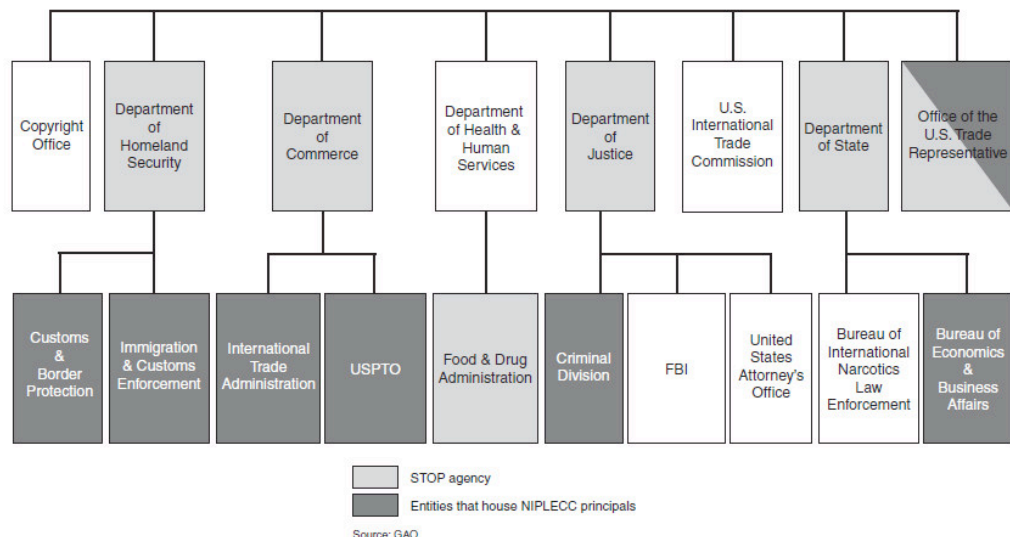 Copyright
Office
Department
of
Homeland
Security
Department
of
Commerce
Department
of Health &
Human
Services
Department
of
Justice
U.S.
International
Trade
Commission
Department
of State
Office of the
U.S. Trade
Representative
Customs
&
Border
Protection
Immigration
& Customs
Enforcement
International
Trade
Administration
USPTO
Food & Drug
Administration
Criminal
Division
FBI
United
States
Attorney's
Office
Bureau of
International
Narcotics
Law
Enforcement
Bureau of
Economics
&
Business
Affairs
STOP agency
Entities that house NIPLECC principals
Source: GAO